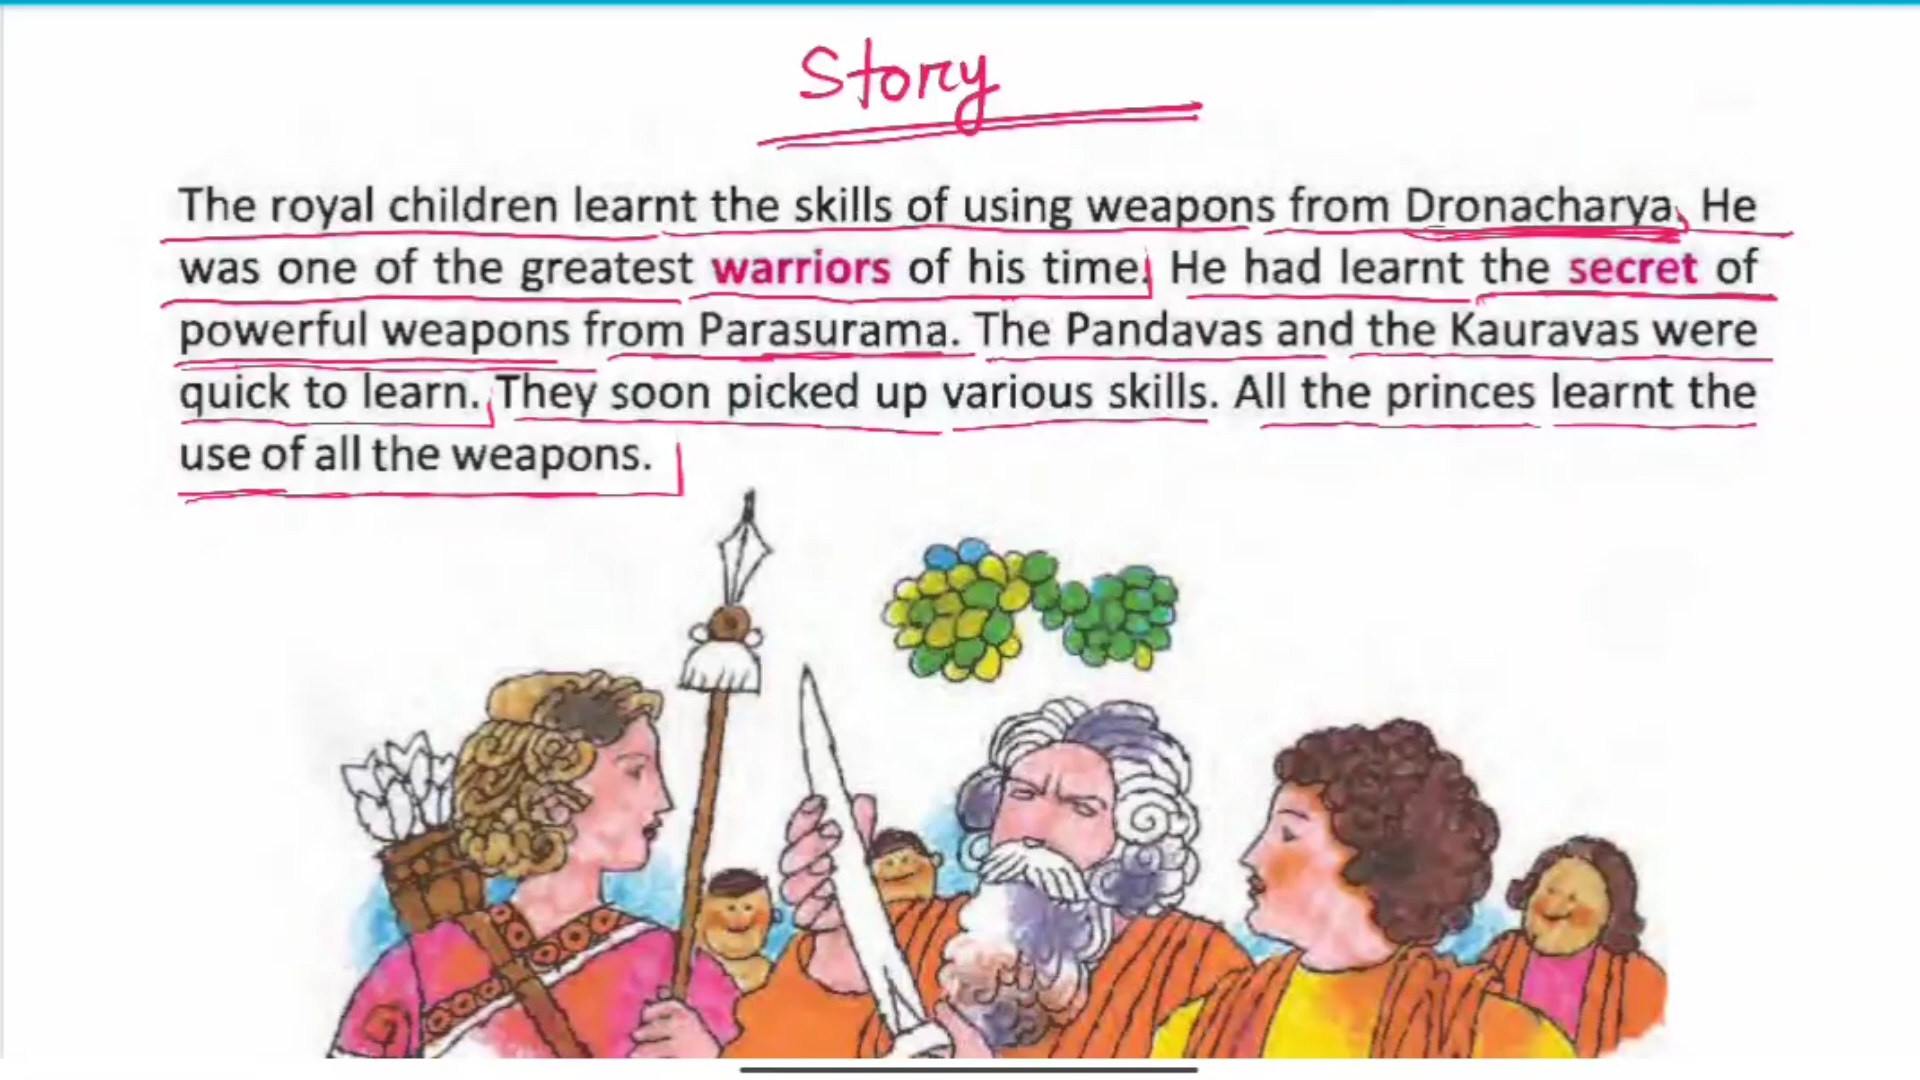 Story
The royal children learnt the skills of using weapons from Dronacharya. He
was one of the greatest warriors of his time. He had learnt the secret of
powerful weapons from Parasurama. The Pandavas and the Kauravas were
quick to learn. They soon picked up various skills. All the princes learnt the
use of all the weapons.